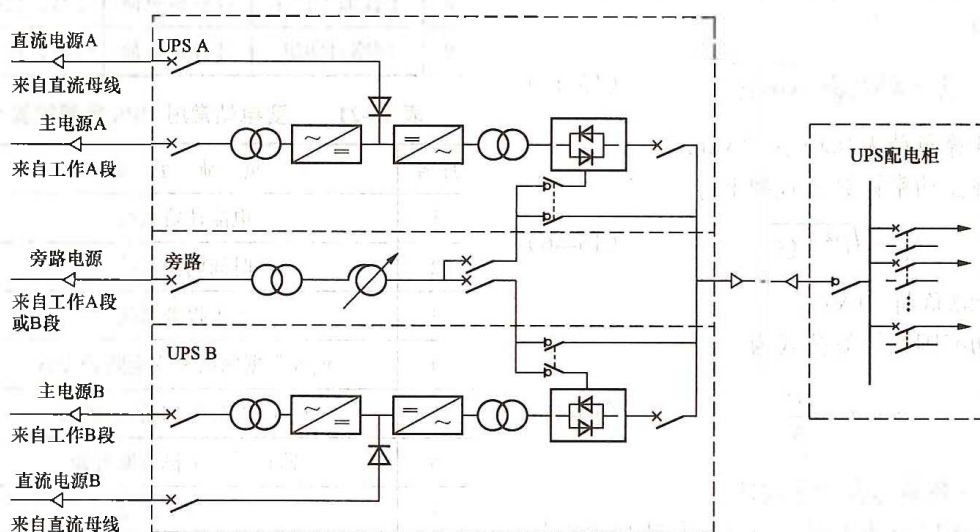 直流电源A
来自直流母线
主电源A
来自工作A段
旁路电源
来自工作A段
或B段
主电源B
来自工作B段
直流电源B
来自直流母线
UPS A
旁路
UPS B
UPS配电柜